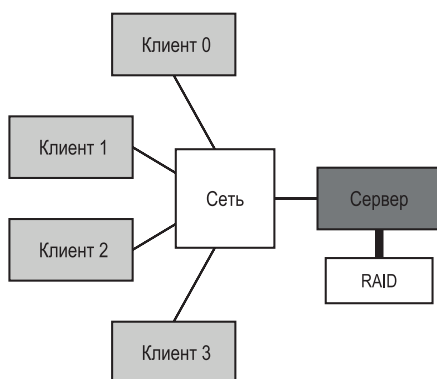 Клиент 0
Клиент 1
Сеть
Сервер
Клиент 2
RAID
Клиент 3